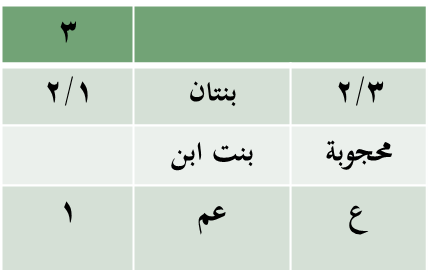 ٣
٢/٣ بنتان ٢/١
محجوبة بنت ابن
ع عم ١